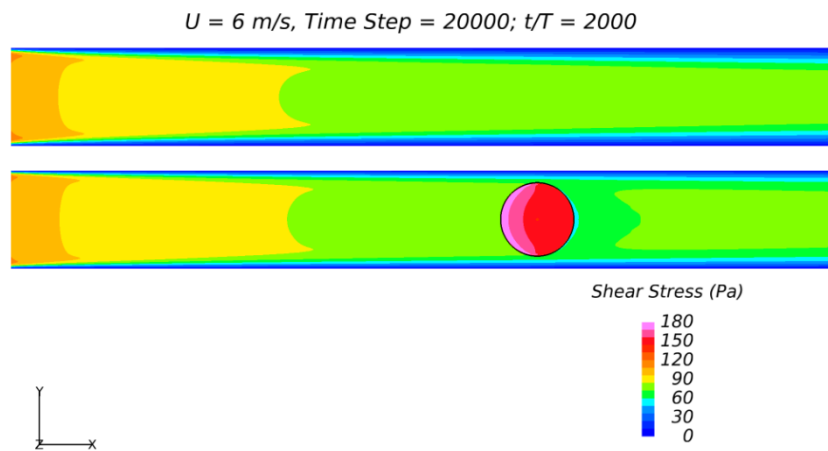 U = 6 m/s, Time Step = 20000; t/T = 2000
Shear Stress (Pa)
180
150
120
90
60
30
0
Y
Z X